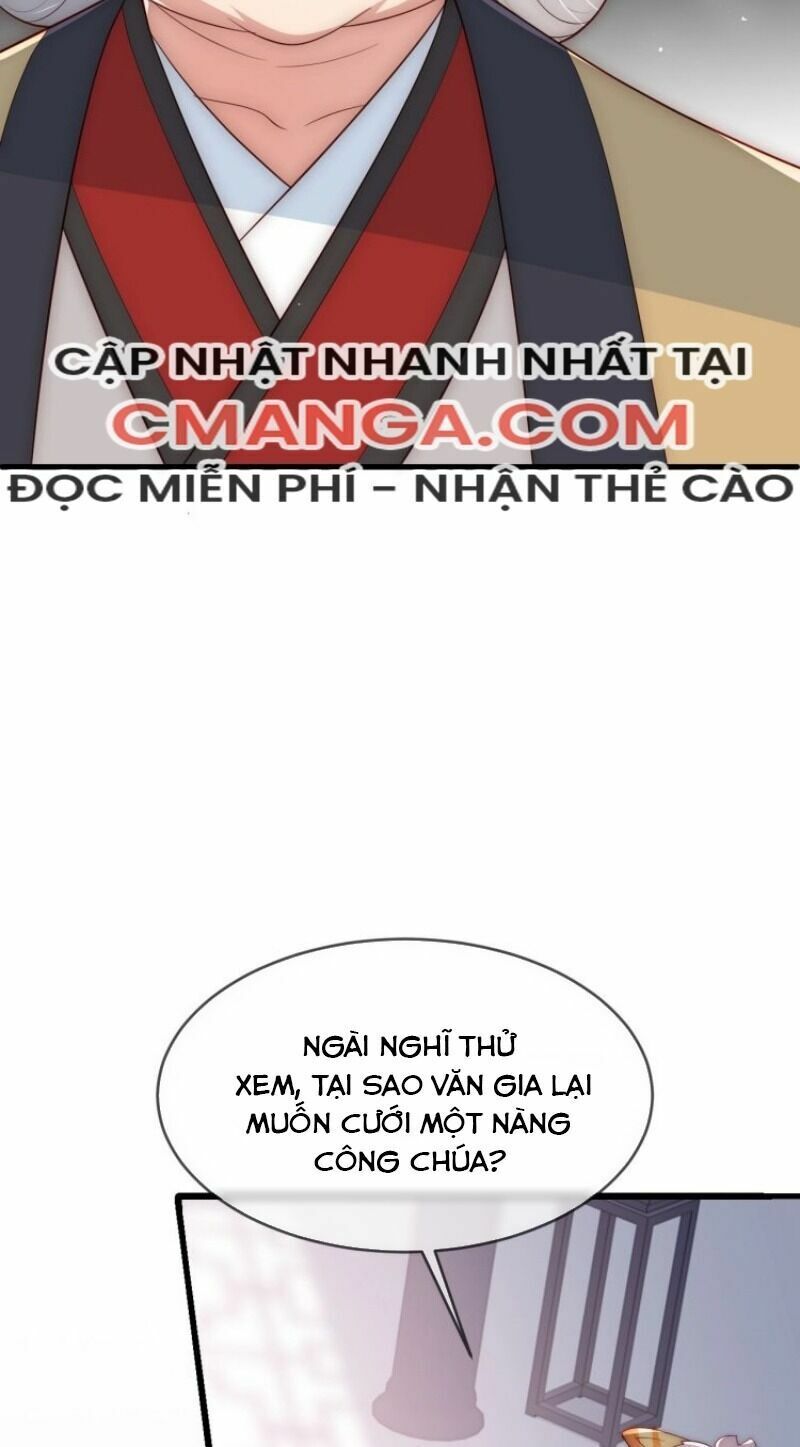 CẬP NHẬT NHANH NHẤT TẠI
CMANGA.COM
ĐỌC MIỄN PHÍ - NHẬN THẺ CÀO
NGÀI NGHĨ THỬ
XEM, TẠI SAO VĂN GIA LẠI
MUỐN CƯỚI MỘT NÀNG
CÔNG CHÚA?